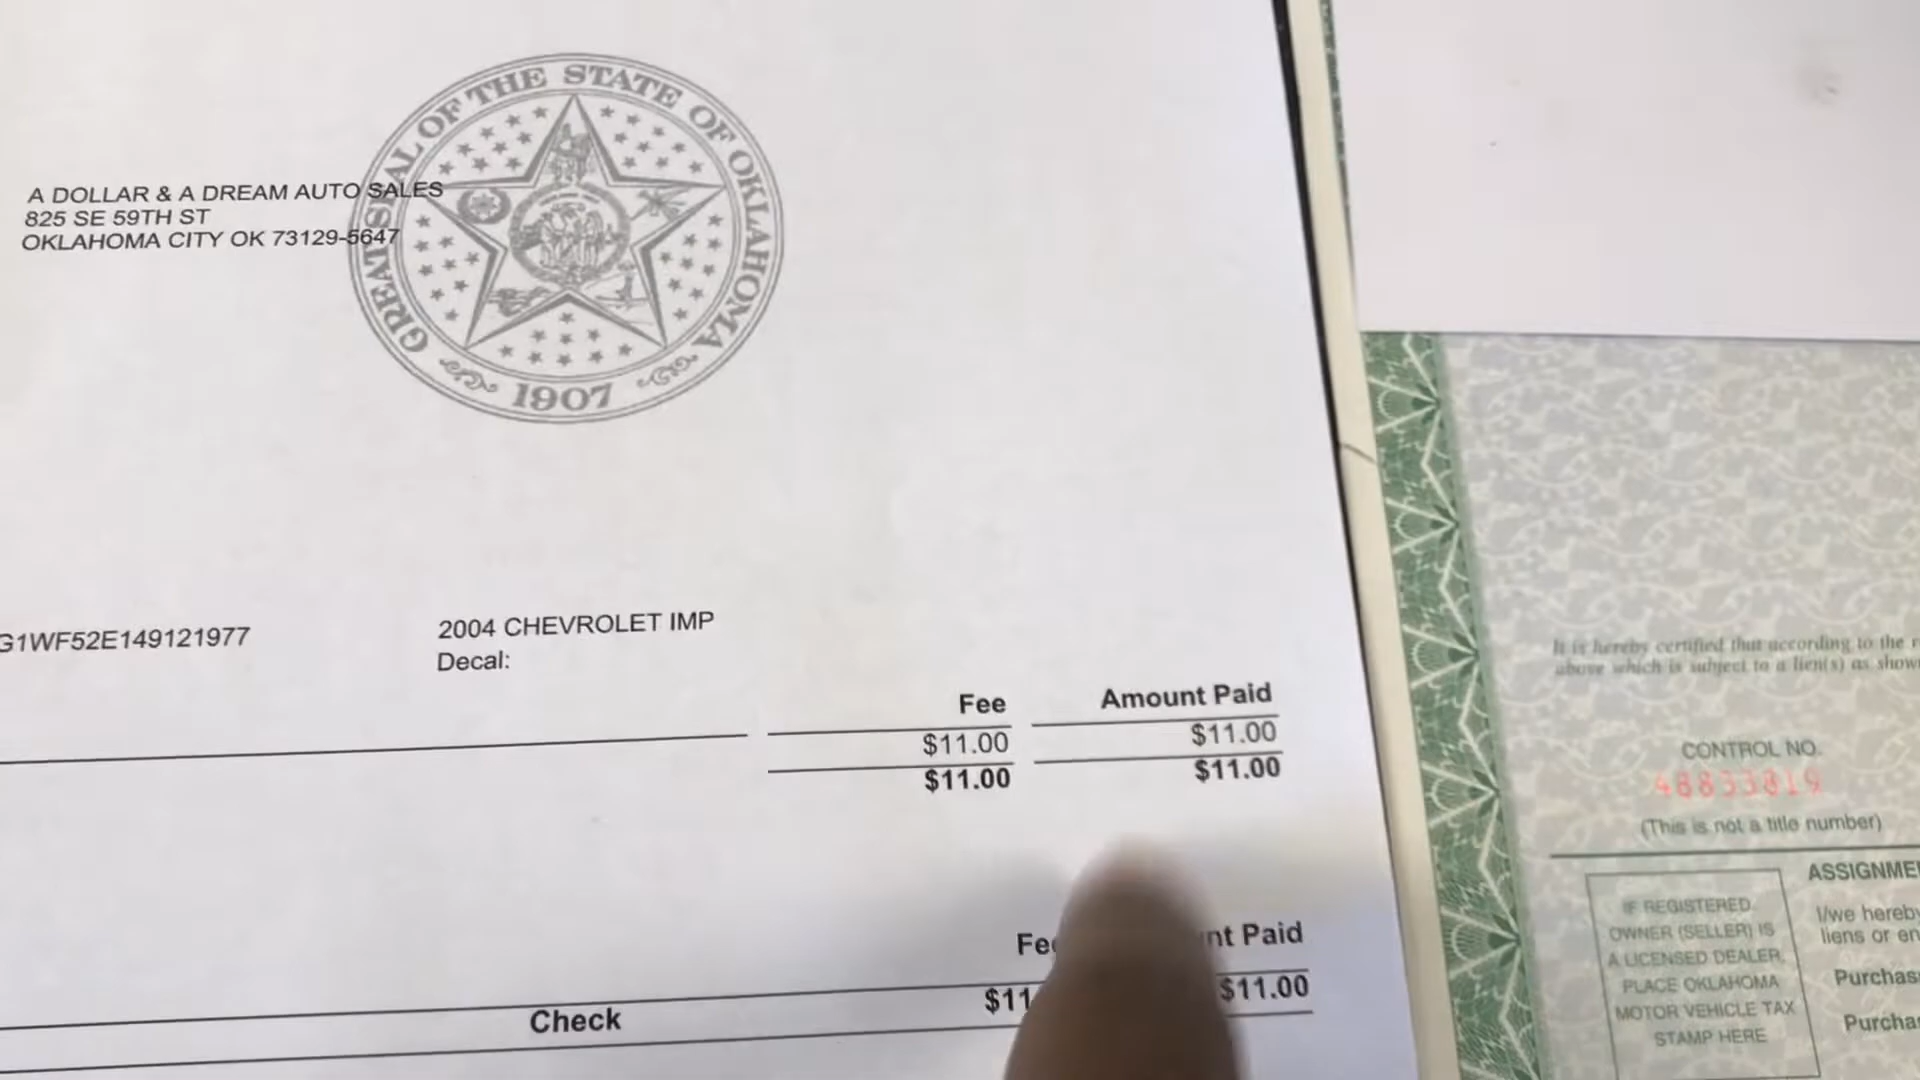 GREAT SEAL OF THE STATE OF OKLAHOMA
1907
A DOLLAR & A DREAM AUTO SALES
825 SE 59TH ST
OKLAHOMA CITY OK 73129-5647
G1WF52E149121977
2004 CHEVROLET IMP
Decal:
Fee Amount Paid
$11.00 $11.00
$11.00 $11.00
Fe nt Paid
Check $11 $11.00
It is hereby certified that according to the r
above which is subject to a lien(s) as show
CONTROL NO.
48853819
(This is not a title number)
ASSIGNME
IF REGISTERED
OWNER (SELLER) IS
A LICENSED DEALER,
PLACE OKLAHOMA
MOTOR VEHICLE TAX
STAMP HERE
I/we hereby
liens or en
Purchas
Purcha